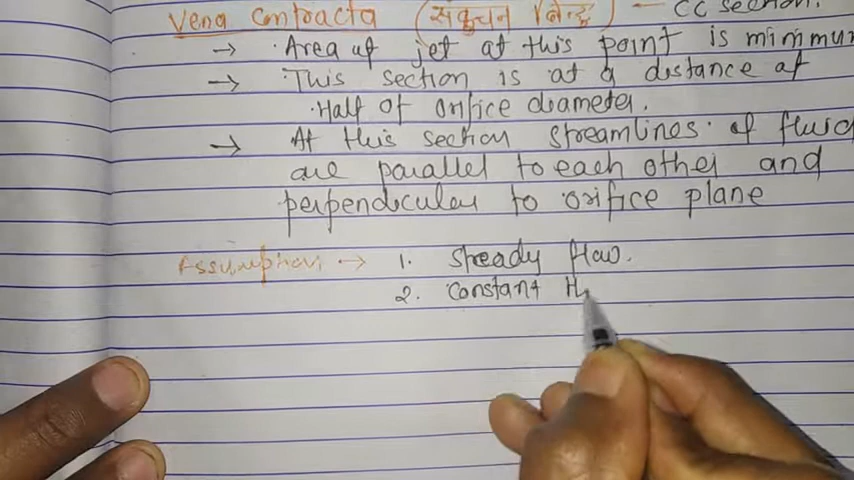 Vena Contracta (संकुचन बिन्दु) — CC section.
→ Area of jet at this point is minimum
→ This section is at a distance of
Half of orifice diameter.
→ At this section streamlines of fluid
are parallel to each other and
perpendicular to orifice plane
Assumption → 1. Steady flow.
2. Constant H